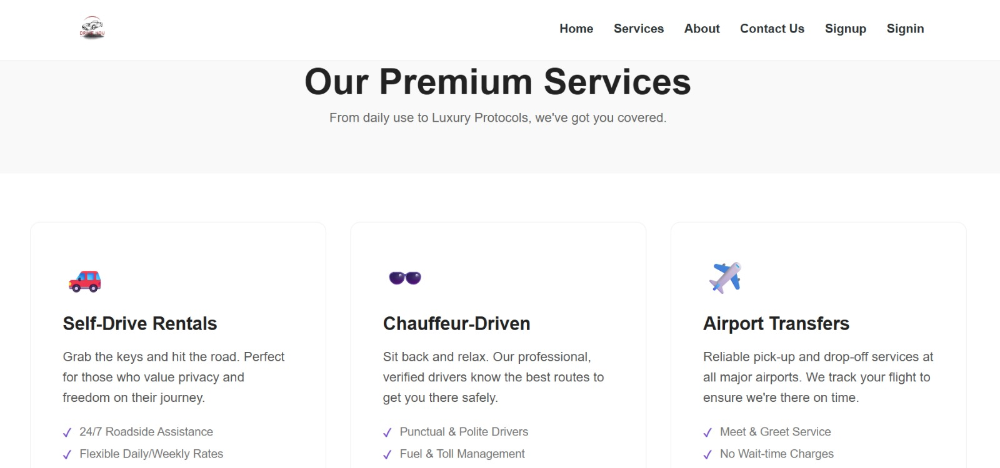 DRIVE NOU
Home Services About Contact Us Signup Signin
Our Premium Services
From daily use to Luxury Protocols, we've got you covered.
Self-Drive Rentals
Grab the keys and hit the road. Perfect
for those who value privacy and
freedom on their journey.
✓ 24/7 Roadside Assistance
✓ Flexible Daily/Weekly Rates
Chauffeur-Driven
Sit back and relax. Our professional,
verified drivers know the best routes to
get you there safely.
✓ Punctual & Polite Drivers
✓ Fuel & Toll Management
Airport Transfers
Reliable pick-up and drop-off services at
all major airports. We track your flight to
ensure we're there on time.
✓ Meet & Greet Service
✓ No Wait-time Charges